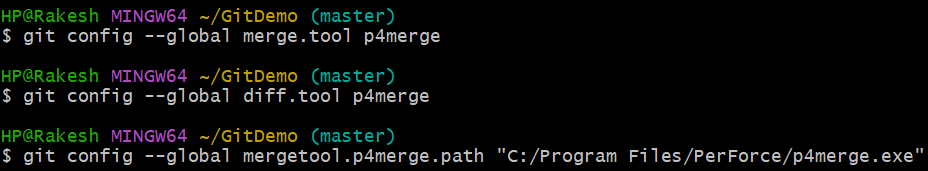 HP@Rakesh MINGW64 ~/GitDemo (master)
$ git config --global merge.tool p4merge
HP@Rakesh MINGW64 ~/GitDemo (master)
$ git config --global diff.tool p4merge
HP@Rakesh MINGW64 ~/GitDemo (master)
$ git config --global mergetool.p4merge.path "C:/Program Files/PerForce/p4merge.exe"